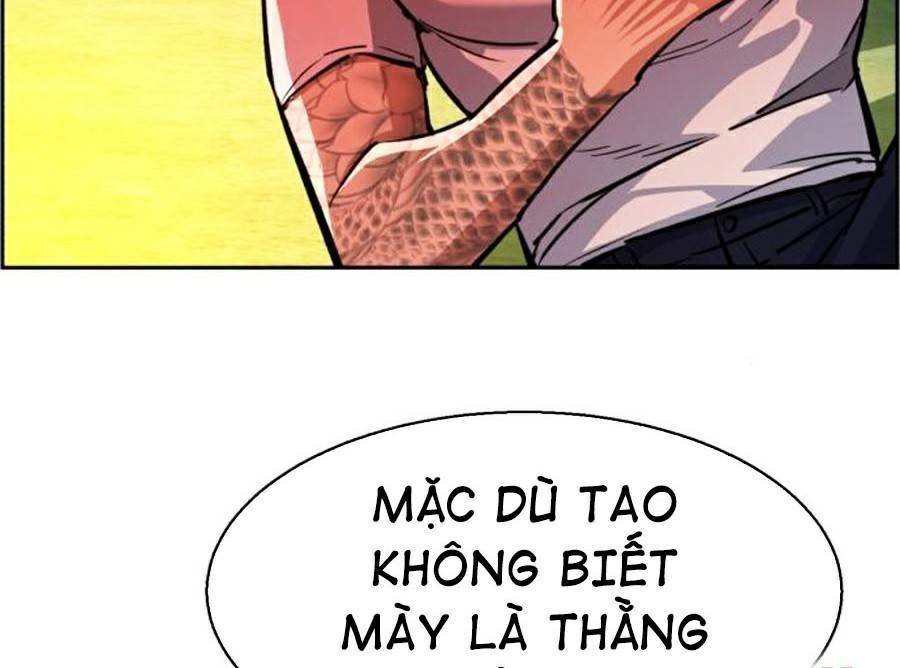 MẶC DÙ TAO
KHÔNG BIẾT
MÀY LÀ THẰNG